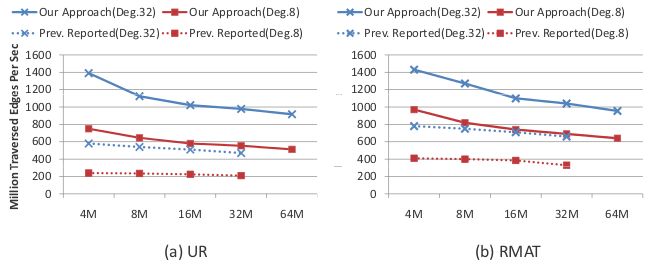 Our Approach(Deg.32) Our Approach(Deg.8)
Prev. Reported(Deg.32) Prev. Reported(Deg.8)
Million Traversed Edges Per Sec
1600
1400
1200
1000
800
600
400
200
0
4M 8M 16M 32M 64M
(a) UR
Our Approach(Deg.32) Our Approach(Deg.8)
Prev. Reported(Deg.32) Prev. Reported(Deg.8)
1600
1400
1200
1000
800
600
400
200
0
4M 8M 16M 32M 64M
(b) RMAT